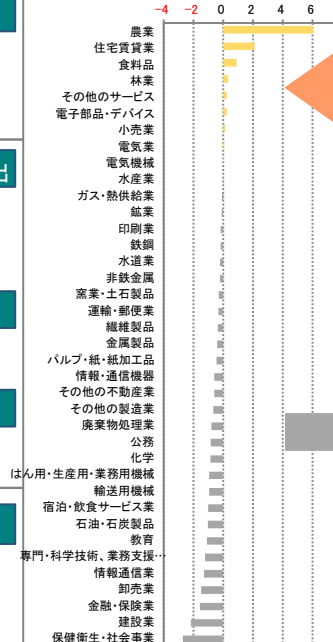 -4 -2 0 2 4 6
農業
住宅賃貸業
食料品
林業
その他のサービス
電子部品・デバイス
小売業
電気業
電気機械
水産業
ガス・熱供給業
鉱業
印刷業
鉄鋼
水道業
非鉄金属
窯業・土石製品
運輸・郵便業
繊維製品
金属製品
パルプ・紙・紙加工品
情報・通信機器
その他の不動産業
その他の製造業
廃棄物処理業
公務
化学
はん用・生産用・業務用機械
輸送用機械
宿泊・飲食サービス業
石油・石炭製品
教育
専門・科学技術、業務支援…
情報通信業
卸売業
金融・保険業
建設業
保健衛生・社会事業
出